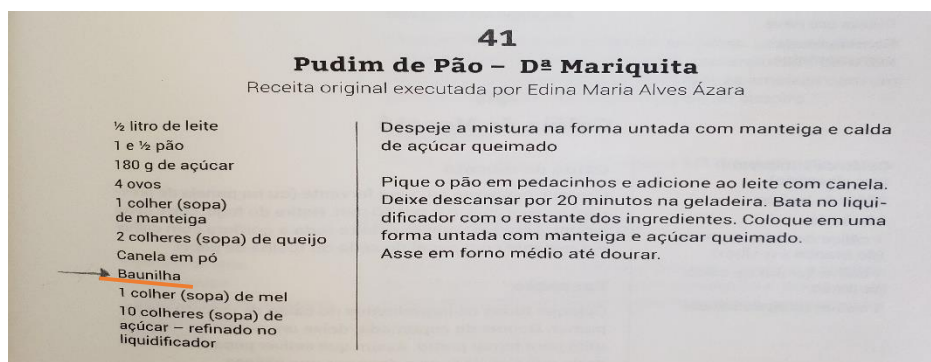 41
Pudim de Pão – Dª Mariquita
Receita original executada por Edina Maria Alves Ázara
½ litro de leite
1 e ½ pão
180 g de açúcar
4 ovos
1 colher (sopa)
de manteiga
2 colheres (sopa) de queijo
Canela em pó
Baunilha
1 colher (sopa) de mel
10 colheres (sopa) de
açúcar – refinado no
liquidificador
Despeje a mistura na forma untada com manteiga e calda
de açúcar queimado
Pique o pão em pedacinhos e adicione ao leite com canela.
Deixe descansar por 20 minutos na geladeira. Bata no liqui-
dificador com o restante dos ingredientes. Coloque em uma
forma untada com manteiga e açúcar queimado.
Asse em forno médio até dourar.